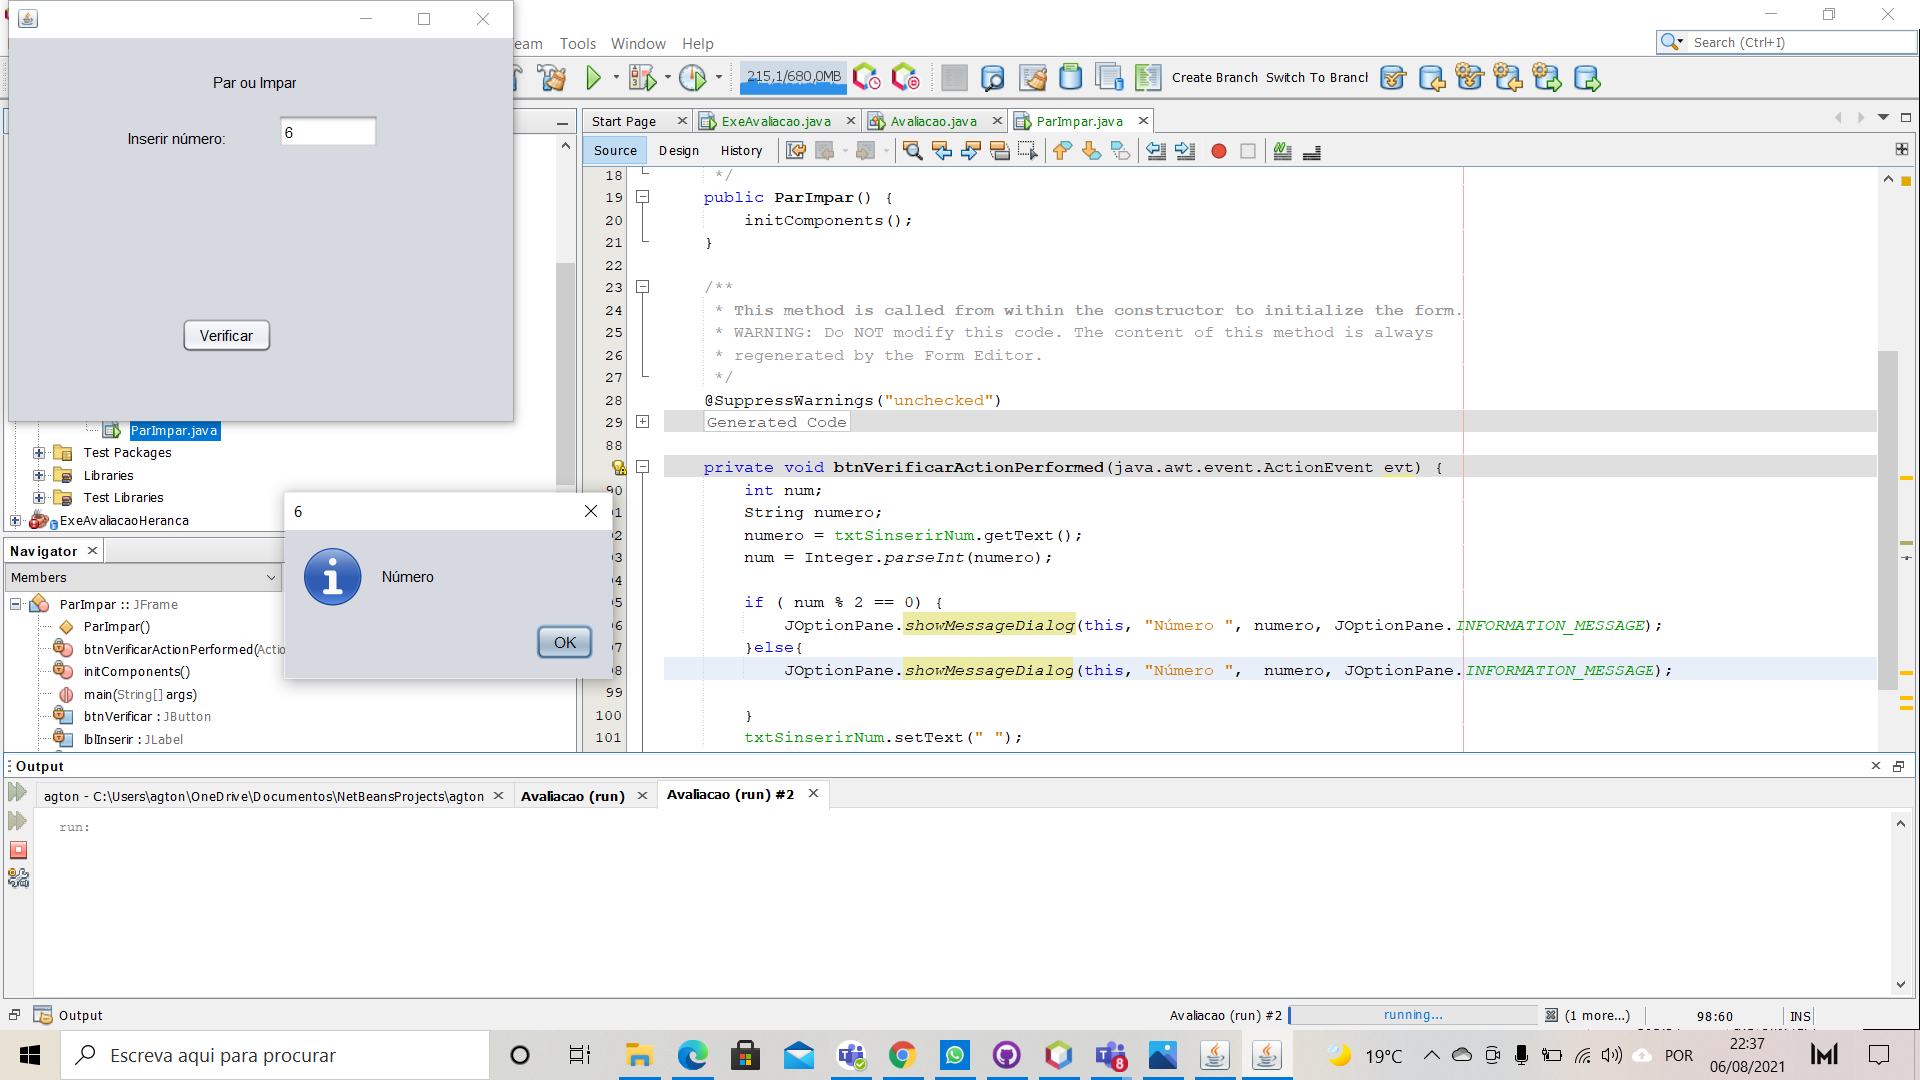 eam Tools Window Help
Search (Ctrl+I)
215,1/680,0MB
Create Branch Switch To Branch
Par ou Impar
Inserir número:
6
Verificar
Start Page
ExeAvaliacao.java
Avaliacao.java
ParImpar.java
Source
Design
History
18 */
19 public ParImpar() {
20 initComponents();
21 }
22
23 /**
24 * This method is called from within the constructor to initialize the form.
25 * WARNING: Do NOT modify this code. The content of this method is always
26 * regenerated by the Form Editor.
27 */
28 @SuppressWarnings("unchecked")
29 Generated Code
88
private void btnVerificarActionPerformed(java.awt.event.ActionEvent evt) {
90 int num;
91 String numero;
92 numero = txtSinserirNum.getText();
93 num = Integer.parseInt(numero);
94
95 if ( num % 2 == 0) {
96 JOptionPane.showMessageDialog(this, "Número ", numero, JOptionPane.INFORMATION_MESSAGE);
97 }else{
98 JOptionPane.showMessageDialog(this, "Número ",  numero, JOptionPane.INFORMATION_MESSAGE);
99
100 }
101 txtSinserirNum.setText(" ");
ParImpar.java
Test Packages
Libraries
Test Libraries
ExeAvaliacaoHeranca
6
Número
OK
Navigator
Members
ParImpar :: JFrame
ParImpar()
btnVerificarActionPerformed(Actio
initComponents()
main(String[] args)
btnVerificar : JButton
lblInserir : JLabel
Output
agton - C:\Users\agton\OneDrive\Documentos\NetBeansProjects\agton
Avaliacao (run)
Avaliacao (run) #2
run:
Output
Avaliacao (run) #2
running...
(1 more...)
98:60
INS
Escreva aqui para procurar
8
19°C
POR
22:37
06/08/2021